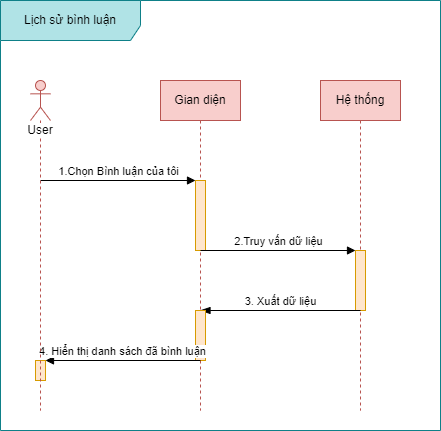 Lịch sử bình luận
User
Gian diện
Hệ thống
1.Chọn Bình luận của tôi
2.Truy vấn dữ liệu
3. Xuất dữ liệu
4. Hiển thị danh sách đã bình luận